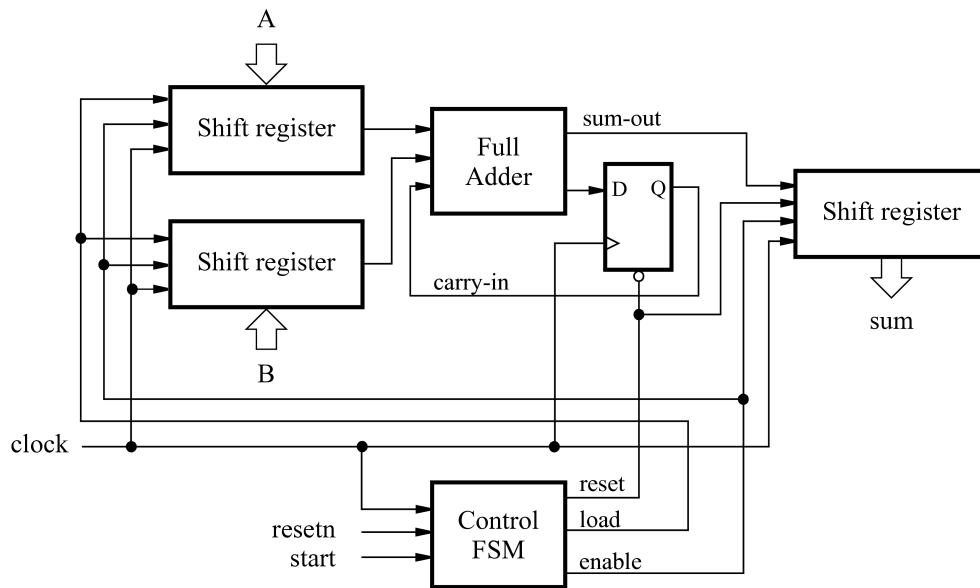 A
Shift register
Full
Adder
sum-out
D
Q
Shift register
Shift register
carry-in
sum
B
clock
reset
Control
FSM
load
resetn
start
enable